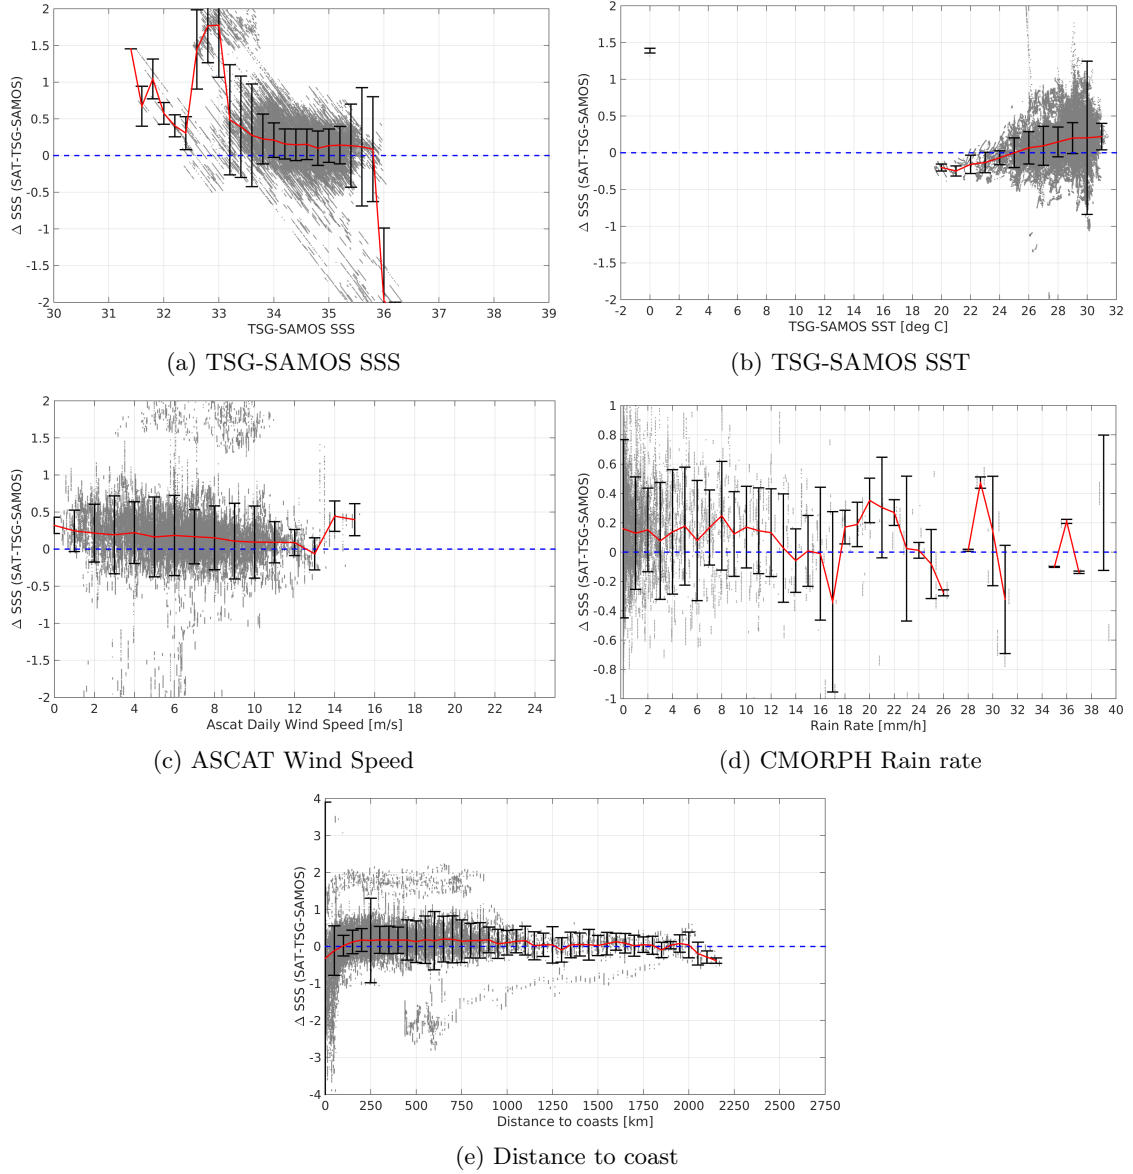 2
1.5
1
0.5
0
-0.5
-1
-1.5
-2
Δ SSS (SAT-TSG-SAMOS)
30 31 32 33 34 35 36 37 38 39
TSG-SAMOS SSS
(a) TSG-SAMOS SSS
2
1.5
1
0.5
0
-0.5
-1
-1.5
-2
Δ SSS (SAT-TSG-SAMOS)
-2 0 2 4 6 8 10 12 14 16 18 20 22 24 26 28 30 32
TSG-SAMOS SST [deg C]
(b) TSG-SAMOS SST
2
1.5
1
0.5
0
-0.5
-1
-1.5
-2
Δ SSS (SAT-TSG-SAMOS)
0 2 4 6 8 10 12 14 16 18 20 22 24
Ascat Daily Wind Speed [m/s]
(c) ASCAT Wind Speed
1
0.8
0.6
0.4
0.2
0
-0.2
-0.4
-0.6
-0.8
-1
Δ SSS (SAT-TSG-SAMOS)
0 2 4 6 8 10 12 14 16 18 20 22 24 26 28 30 32 34 36 38 40
Rain Rate [mm/h]
(d) CMORPH Rain rate
4
3
2
1
0
-1
-2
-3
-4
Δ SSS (SAT-TSG-SAMOS)
0 250 500 750 1000 1250 1500 1750 2000 2250 2500 2750
Distance to coasts [km]
(e) Distance to coast